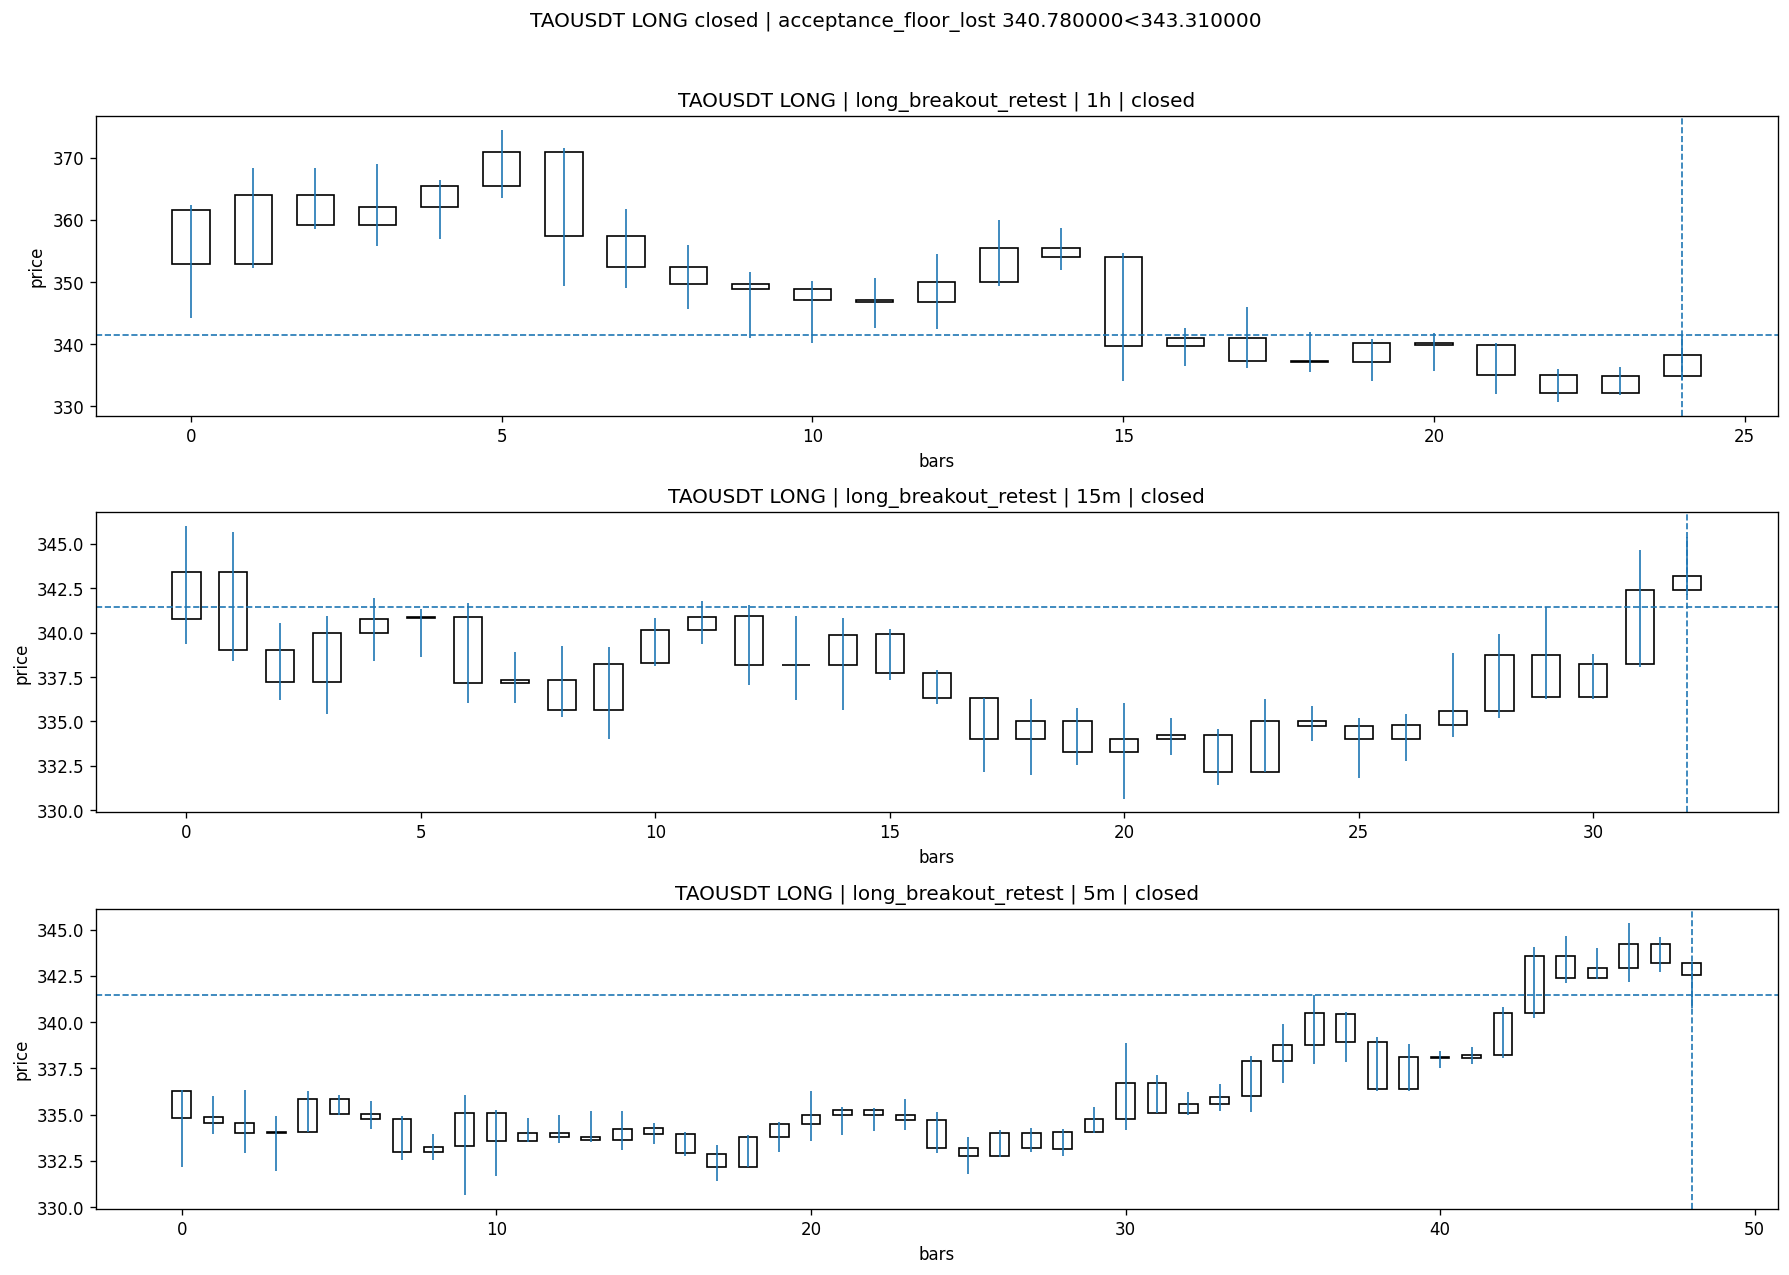 TAOUSDT LONG closed | acceptance_floor_lost 340.780000<343.310000
TAOUSDT LONG | long_breakout_retest | 1h | closed
price
370
360
350
340
330
0 5 10 15 20 25
bars
TAOUSDT LONG | long_breakout_retest | 15m | closed
price
345.0
342.5
340.0
337.5
335.0
332.5
330.0
0 5 10 15 20 25 30
bars
TAOUSDT LONG | long_breakout_retest | 5m | closed
price
345.0
342.5
340.0
337.5
335.0
332.5
330.0
0 10 20 30 40 50
bars